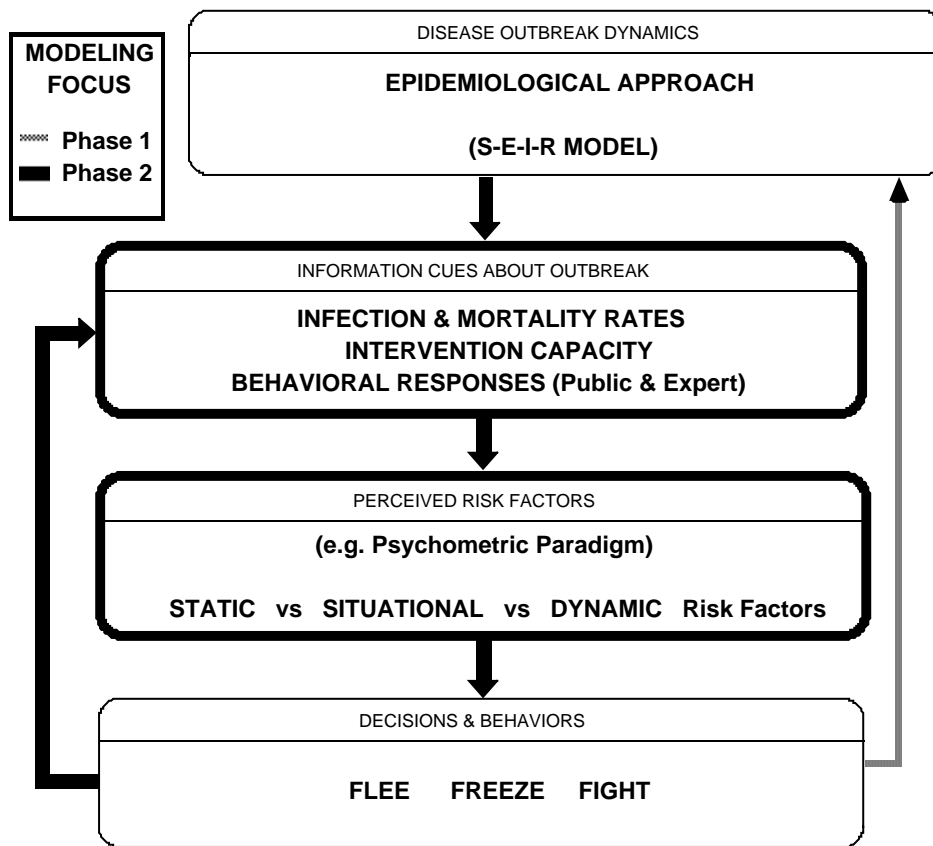 DISEASE OUTBREAK DYNAMICS
EPIDEMIOLOGICAL APPROACH
(S-E-I-R MODEL)
MODELING
FOCUS
Phase 1
Phase 2
INFORMATION CUES ABOUT OUTBREAK
INFECTION & MORTALITY RATES
INTERVENTION CAPACITY
BEHAVIORAL RESPONSES (Public & Expert)
PERCEIVED RISK FACTORS
(e.g. Psychometric Paradigm)
STATIC vs SITUATIONAL vs DYNAMIC Risk Factors
DECISIONS & BEHAVIORS
FLEE FREEZE FIGHT